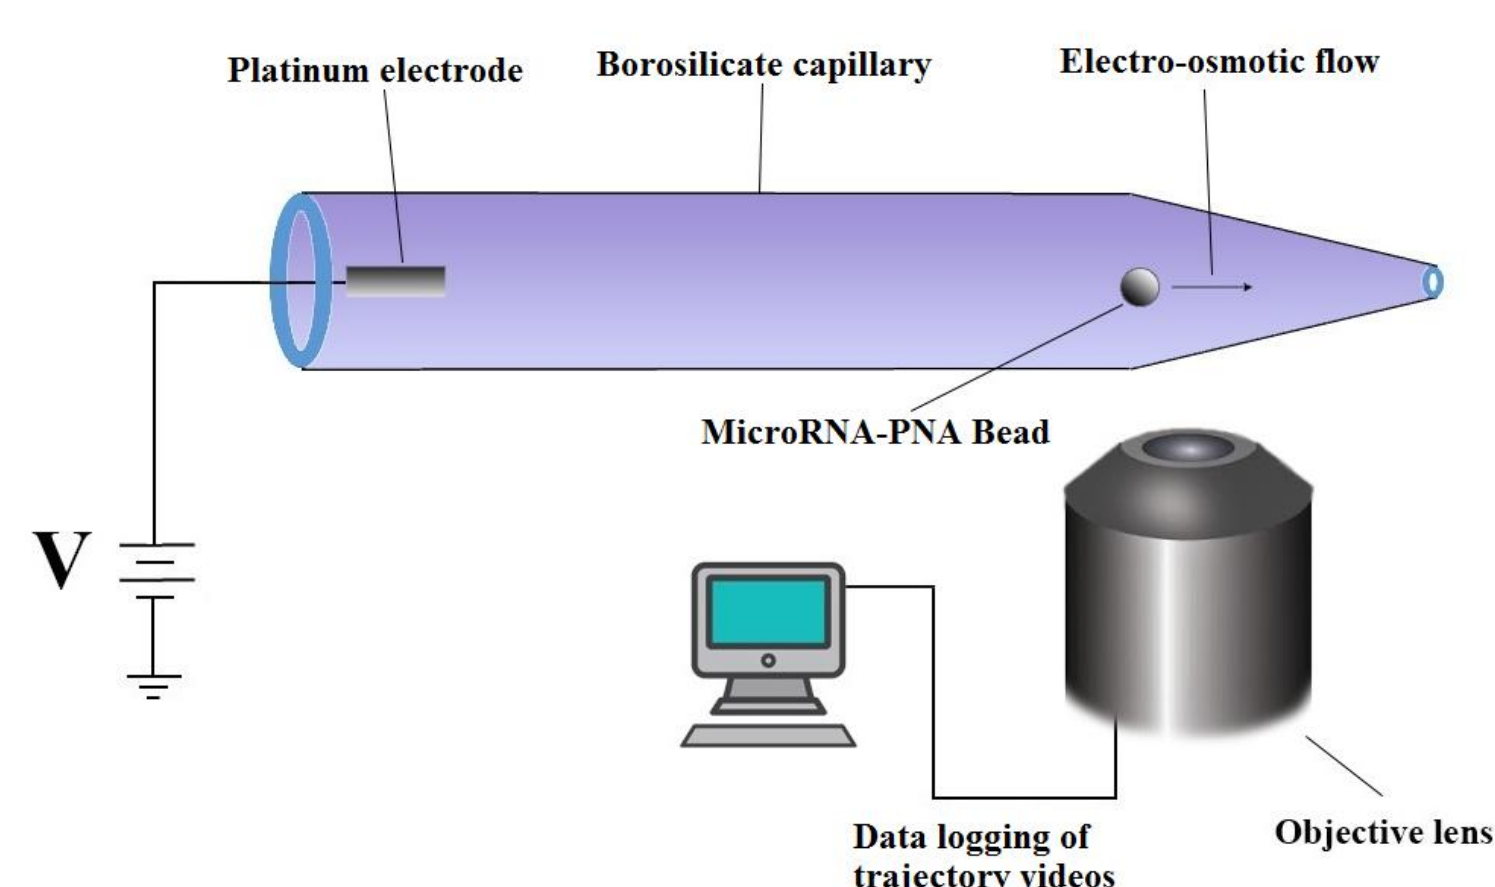 Platinum electrode
Borosilicate capillary
Electro-osmotic flow
MicroRNA-PNA Bead
V
Data logging of
trajectory videos
Objective lens